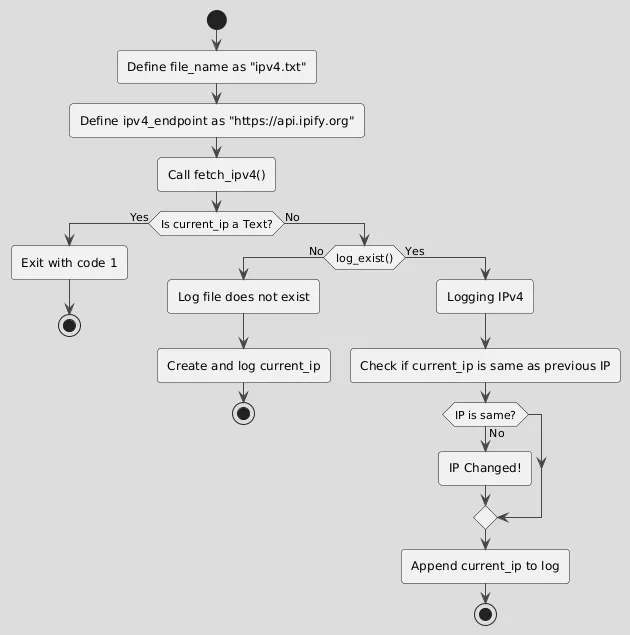 Define file_name as "ipv4.txt"
Define ipv4_endpoint as "https://api.ipify.org"
Call fetch_ipv4()
Yes
Is current_ip a Text?
No
Exit with code 1
No
log_exist()
Yes
Log file does not exist
Create and log current_ip
Logging IPv4
Check if current_ip is same as previous IP
IP is same?
No
IP Changed!
Append current_ip to log